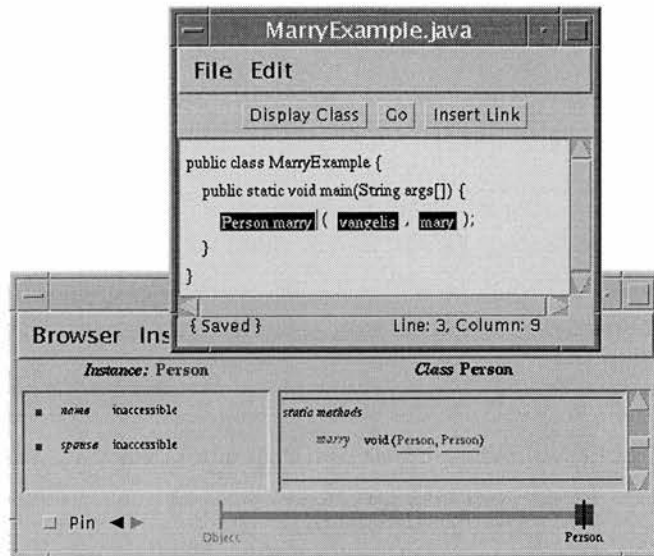 MarryExample.java
File Edit
Display Class Go Insert Link
public class MarryExample {
public static void main(String args[]) {
Person marry ( vangelis , mary );
}
}
{Saved} Line: 3, Column: 9
Browser Ins
Instance: Person Class Person
name inaccessible
spouse inaccessible
static methods
marry void (Person, Person)
Pin
Object Person